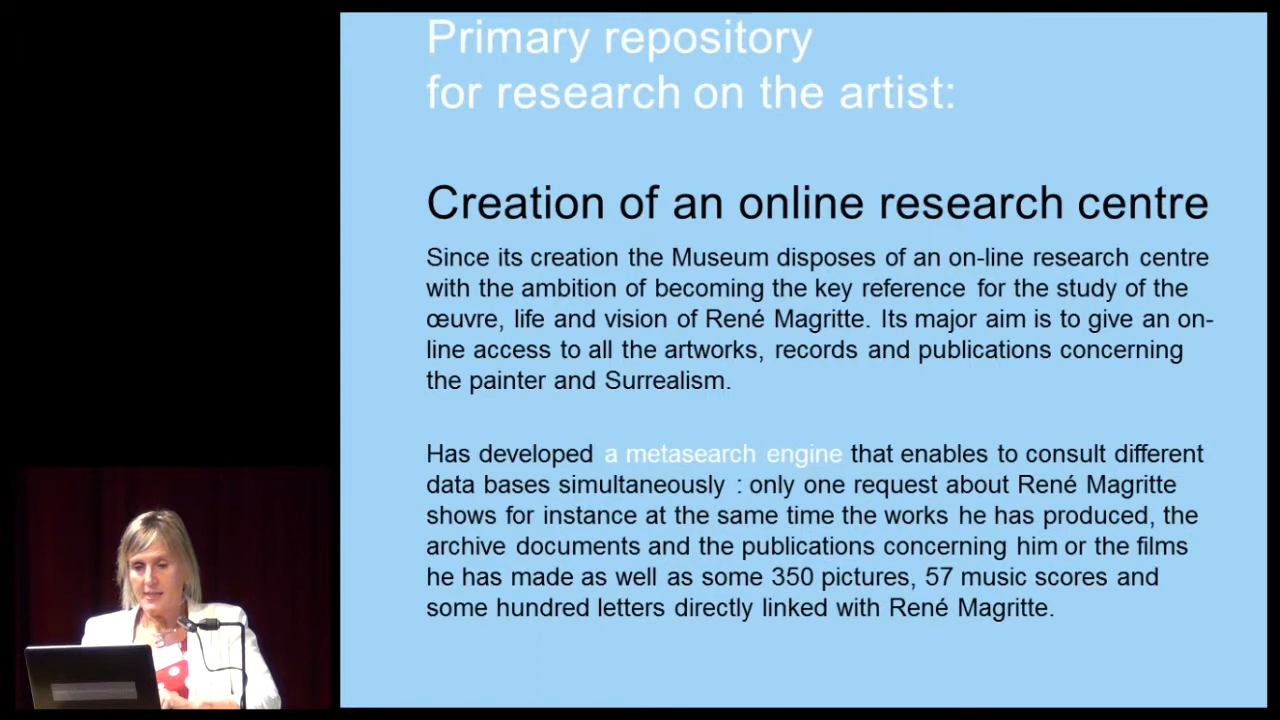 Primary repository
for research on the artist:
Creation of an online research centre
Since its creation the Museum disposes of an on-line research centre
with the ambition of becoming the key reference for the study of the
œuvre, life and vision of René Magritte. Its major aim is to give an on-
line access to all the artworks, records and publications concerning
the painter and Surrealism.
Has developed a metasearch engine that enables to consult different
data bases simultaneously : only one request about René Magritte
shows for instance at the same time the works he has produced, the
archive documents and the publications concerning him or the films
he has made as well as some 350 pictures, 57 music scores and
some hundred letters directly linked with René Magritte.